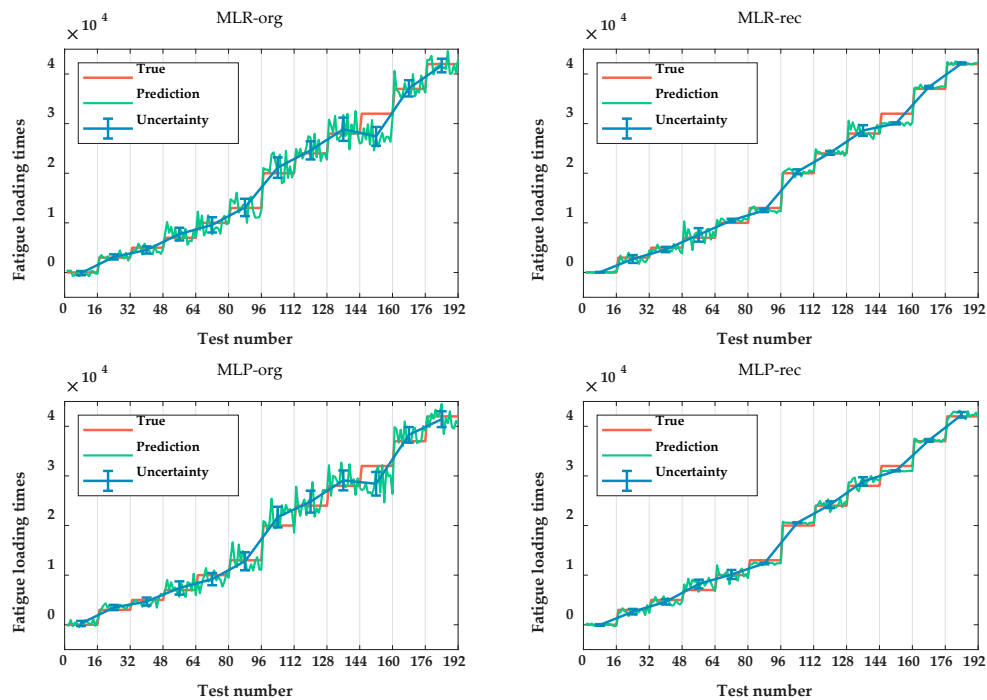 MLR-org
× 10 4
4
3
2
1
0
Fatigue loading times
True
Prediction
Uncertainty
0 16 32 48 64 80 96 112 128 144 160 176 192
Test number
MLR-rec
× 10 4
4
3
2
1
0
Fatigue loading times
True
Prediction
Uncertainty
0 16 32 48 64 80 96 112 128 144 160 176 192
Test number
MLP-org
× 10 4
4
3
2
1
0
Fatigue loading times
True
Prediction
Uncertainty
0 16 32 48 64 80 96 112 128 144 160 176 192
Test number
MLP-rec
× 10 4
4
3
2
1
0
Fatigue loading times
True
Prediction
Uncertainty
0 16 32 48 64 80 96 112 128 144 160 176 192
Test number